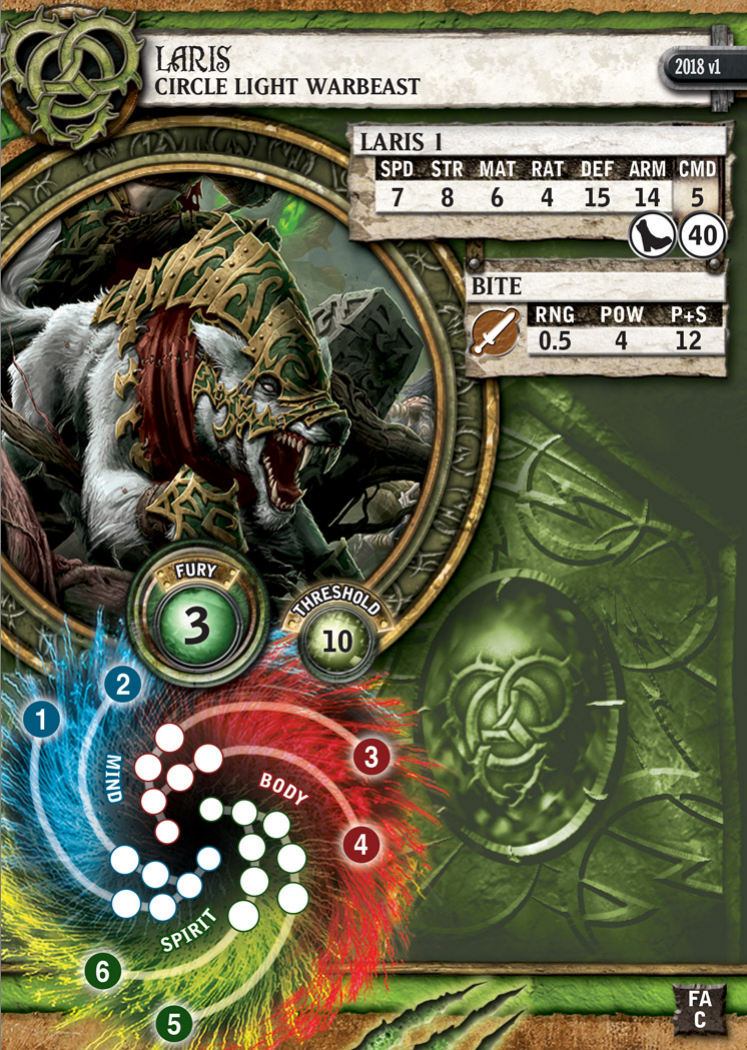 LARIS
CIRCLE LIGHT WARBEAST
2018 v1
LARIS 1
SPD STR MAT RAT DEF ARM CMD
7 8 6 4 15 14 5
40
BITE
RNG POW P+S
0.5 4 12
FURY
3
THRESHOLD
10
1
2
MIND
3
BODY
4
SPIRIT
6
5
FA
C